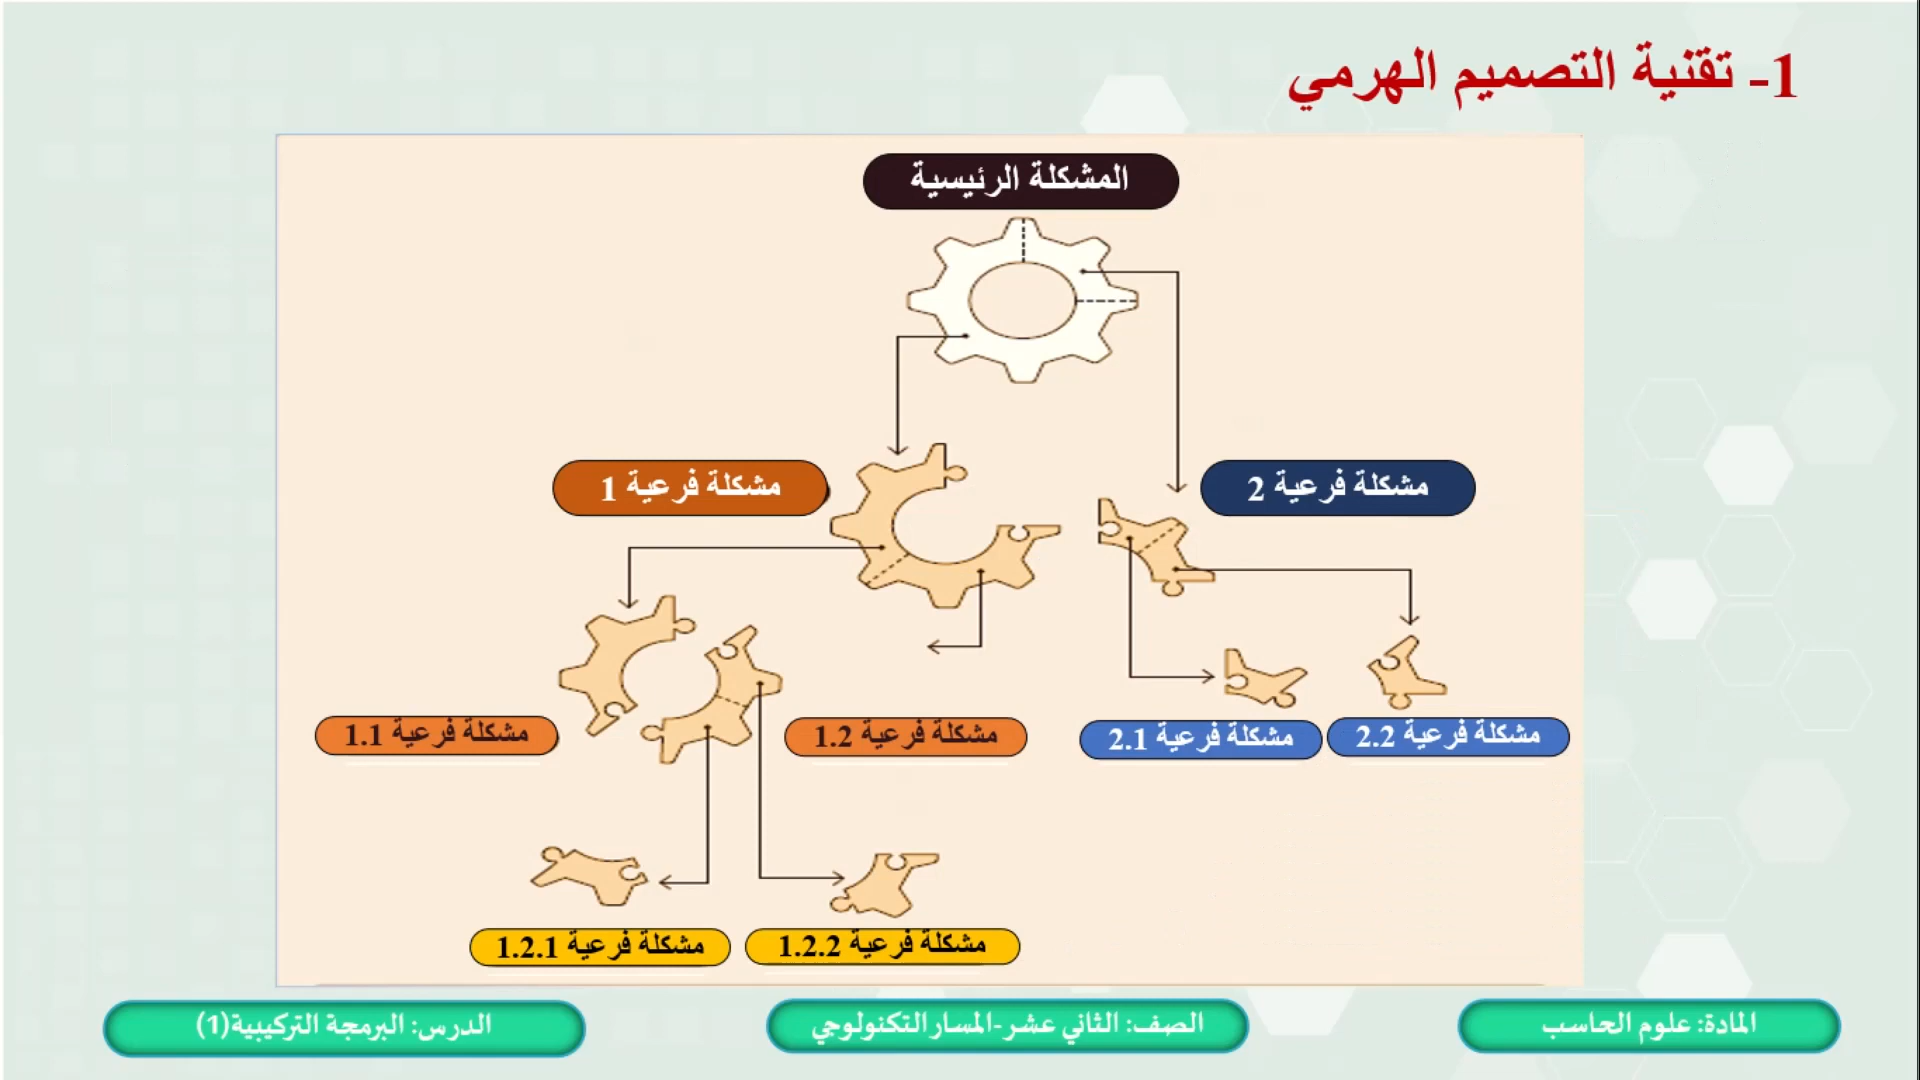 1- تقنية التصميم الهرمي
المشكلة الرئيسية
مشكلة فرعية 2
مشكلة فرعية 1
مشكلة فرعية 2.2
مشكلة فرعية 2.1
مشكلة فرعية 1.2
مشكلة فرعية 1.1
مشكلة فرعية 1.2.2
مشكلة فرعية 1.2.1
المادة: علوم الحاسب
الصف: الثاني عشر-المسار التكنولوجي
الدرس: البرمجة التركيبية(1)